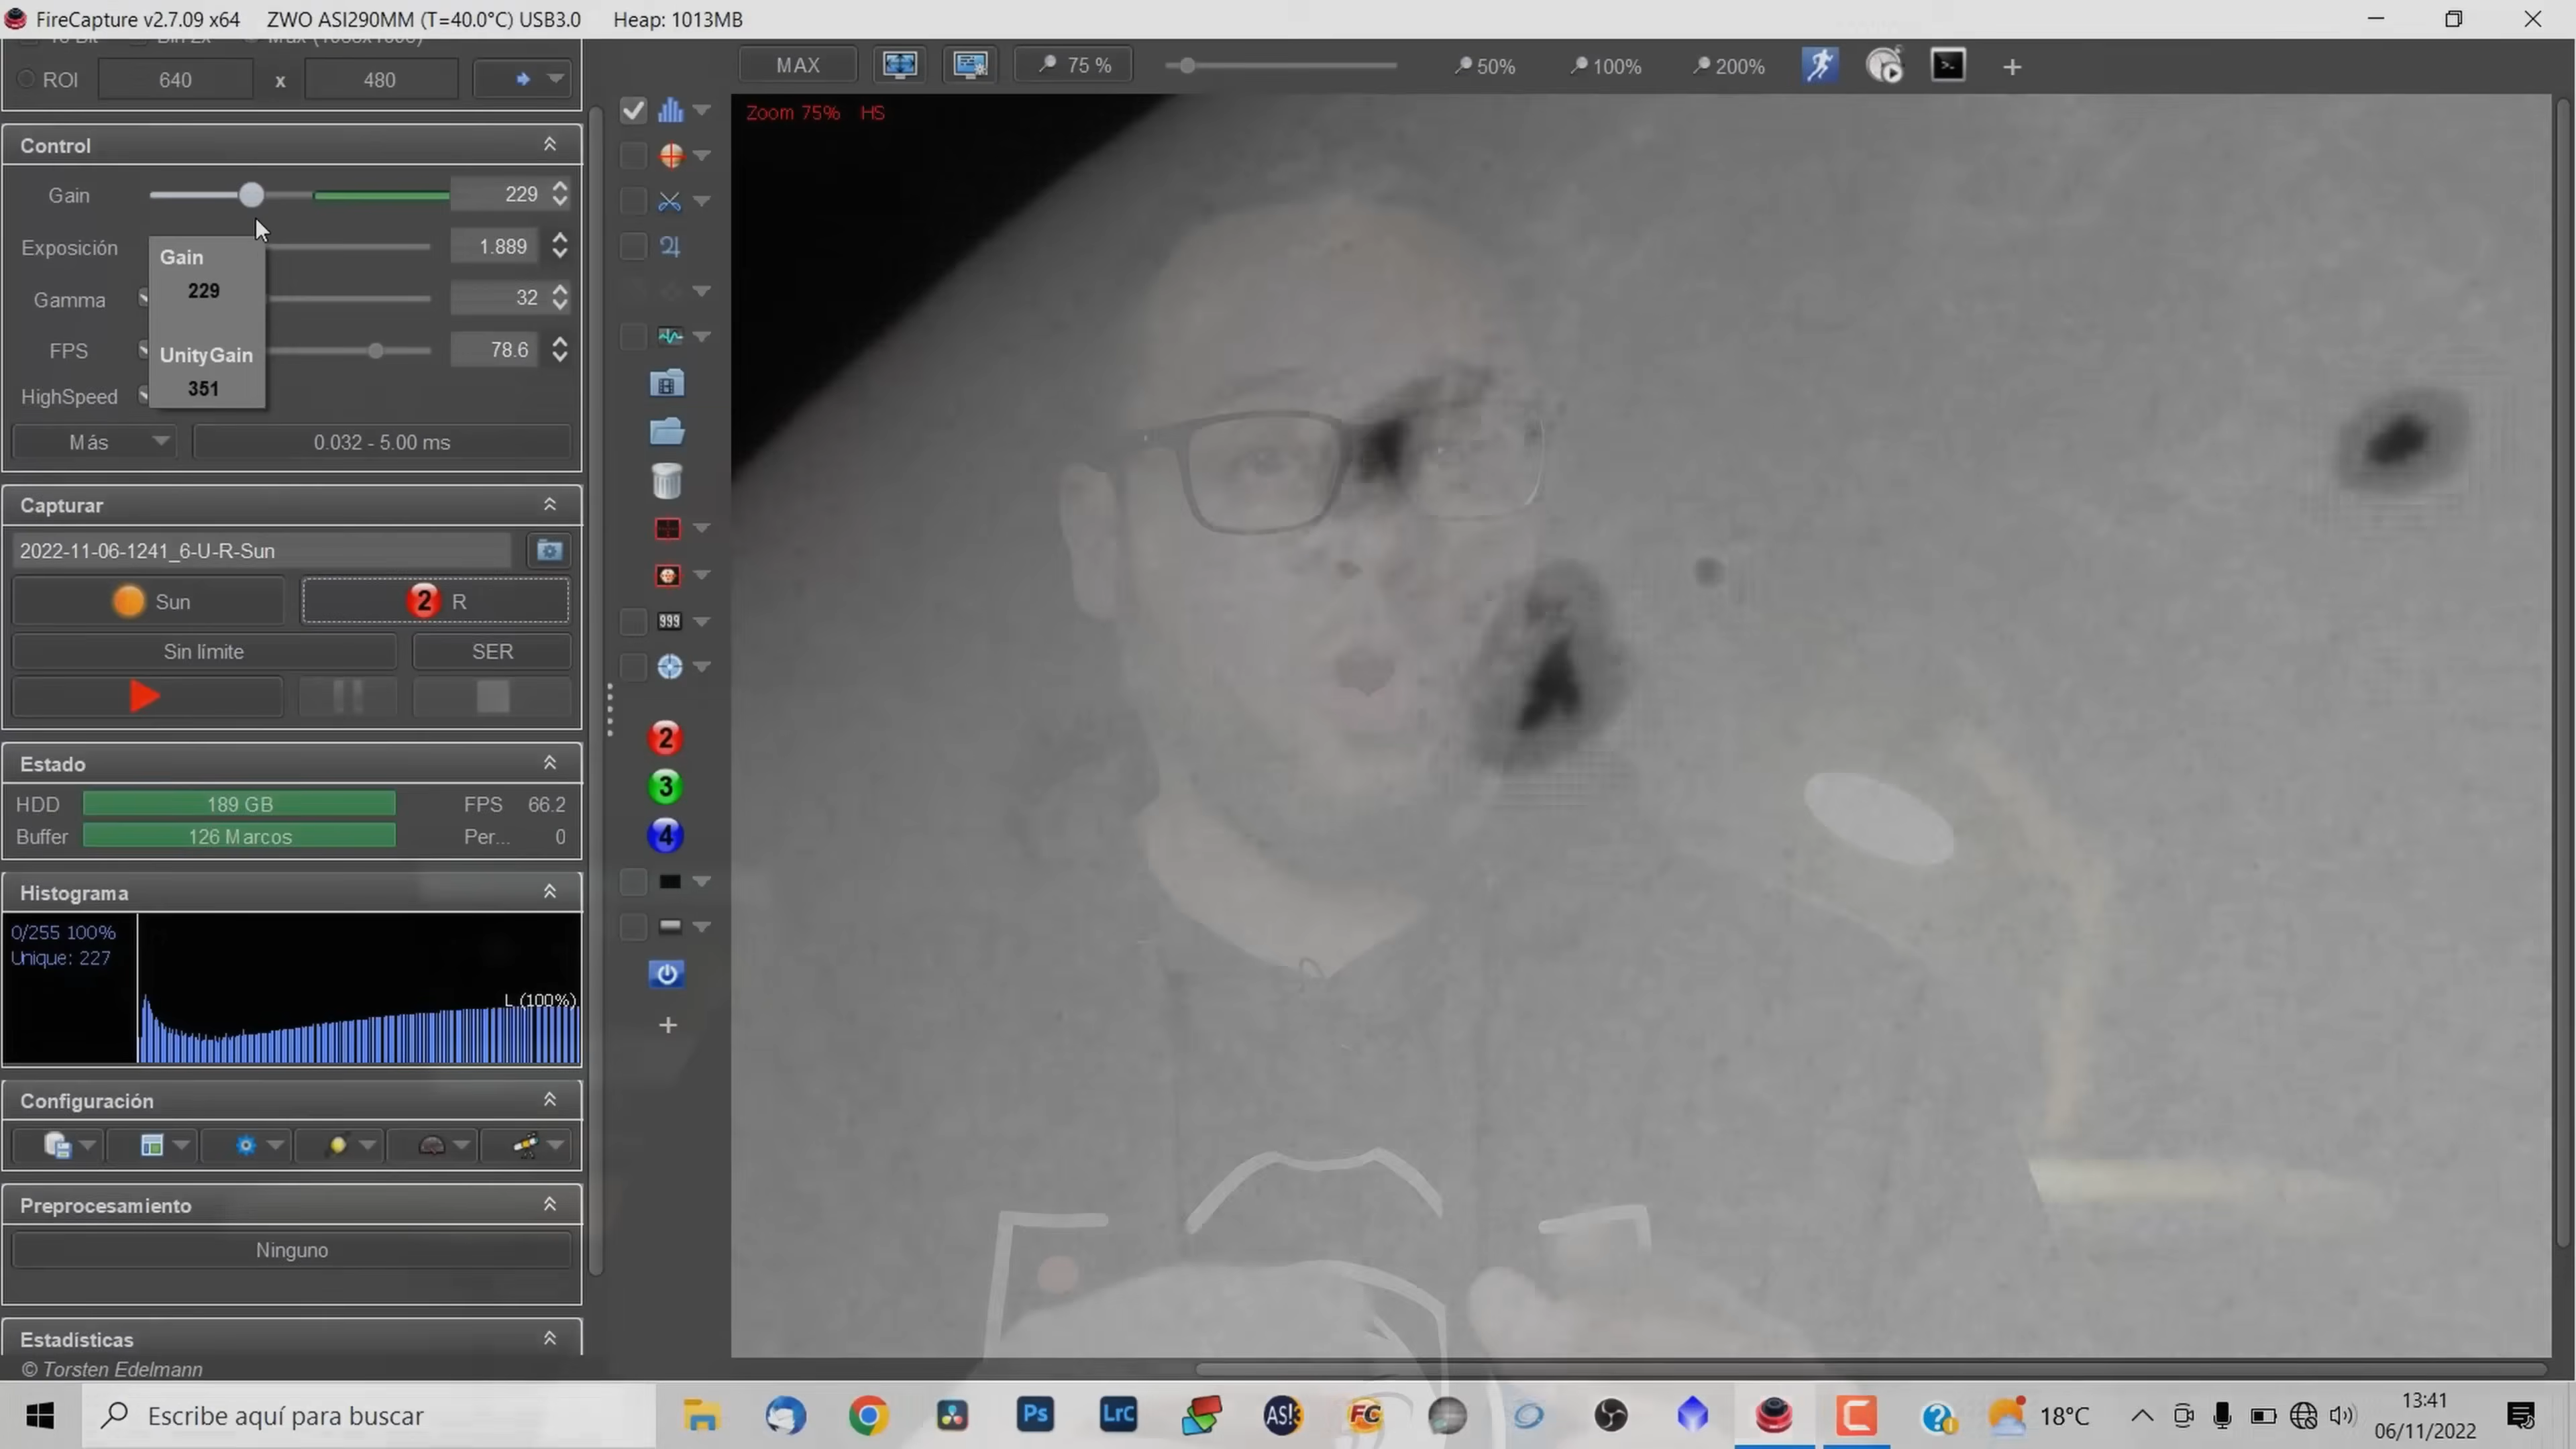 FireCapture v2.7.09 x64 ZWO ASI290MM (T=40.0°C) USB3.0 Heap: 1013MB
ROI 640 x 480
MAX 75 % 50% 100% 200%
Zoom 75% HS
Control
Gain 229
Exposición 1.889
Gamma 32
FPS 78.6
HighSpeed
Gain
229
UnityGain
351
Más 0.032 - 5.00 ms
Capturar
2022-11-06-1241_6-U-R-Sun
Sun 2 R
Sin límite SER
Estado
HDD 189 GB FPS 66.2
Buffer 126 Marcos Per... 0
Histograma
0/255 100%
Unique: 227
L (100%)
Configuración
Preprocesamiento
Ninguno
Estadísticas
© Torsten Edelmann
999
2
3
4
Escribe aquí para buscar
Ps LrC AS!3 FC
18°C
13:41
06/11/2022